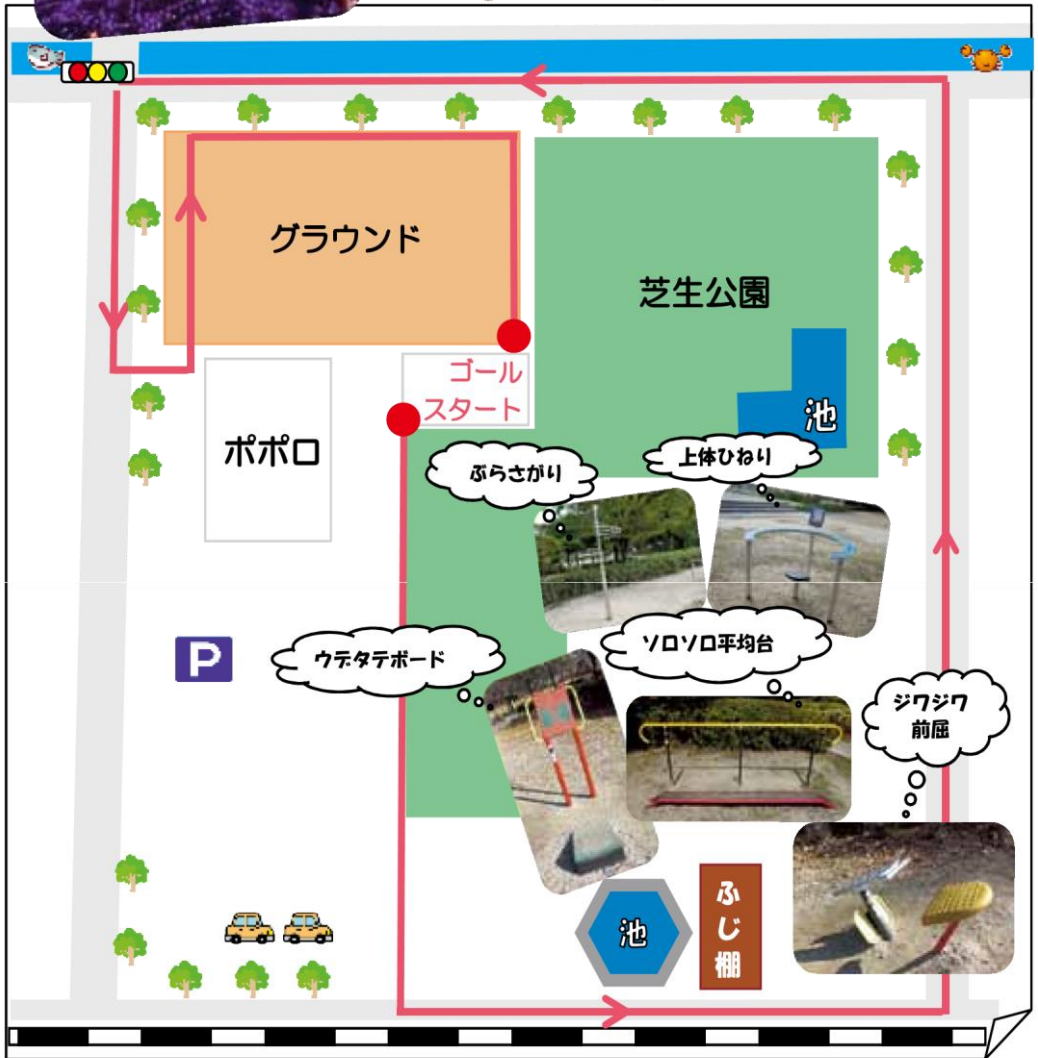 グラウンド
芝生公園
ゴール
スタート
池
ポポロ
ぶらさがり
上体ひねり
P
ウデタテボード
ソロソロ平均台
ジワジワ
前屈
池
ふじ棚